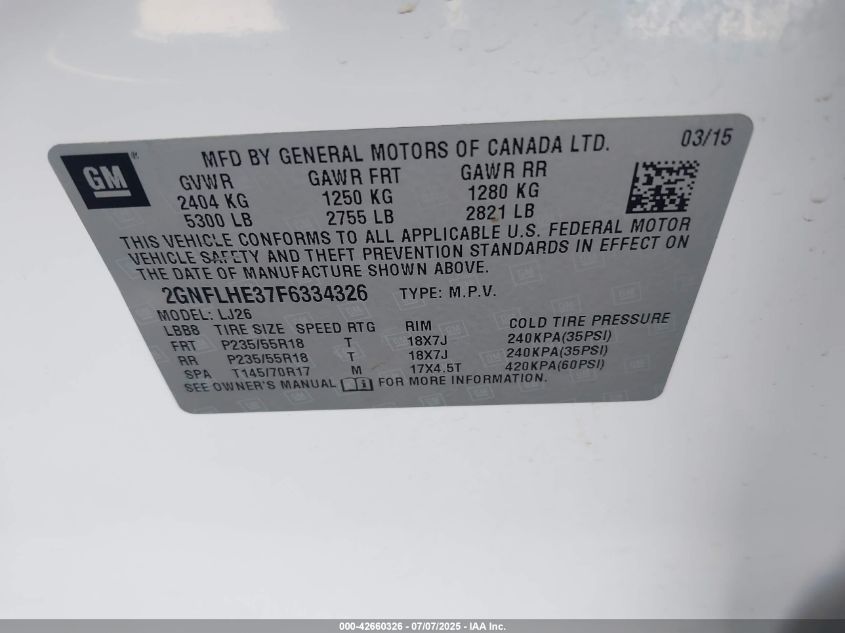 GM®
MFD BY GENERAL MOTORS OF CANADA LTD. 03/15
GVWR GAWR FRT GAWR RR
2404 KG 1250 KG 1280 KG
5300 LB 2755 LB 2821 LB
THIS VEHICLE CONFORMS TO ALL APPLICABLE U.S. FEDERAL MOTOR
VEHICLE SAFETY AND THEFT PREVENTION STANDARDS IN EFFECT ON
THE DATE OF MANUFACTURE SHOWN ABOVE.
2GNFLHE37F6334326 TYPE: M.P.V.
MODEL: LJ26
LBB8 TIRE SIZE SPEED RTG RIM COLD TIRE PRESSURE
FRT P235/55R18 T 18X7J 240KPA(35PSI)
RR P235/55R18 T 18X7J 240KPA(35PSI)
SPA T145/70R17 M 17X4.5T 420KPA(60PSI)
SEE OWNER'S MANUAL FOR MORE INFORMATION.
000-42660326 - 07/07/2025 - IAA Inc.